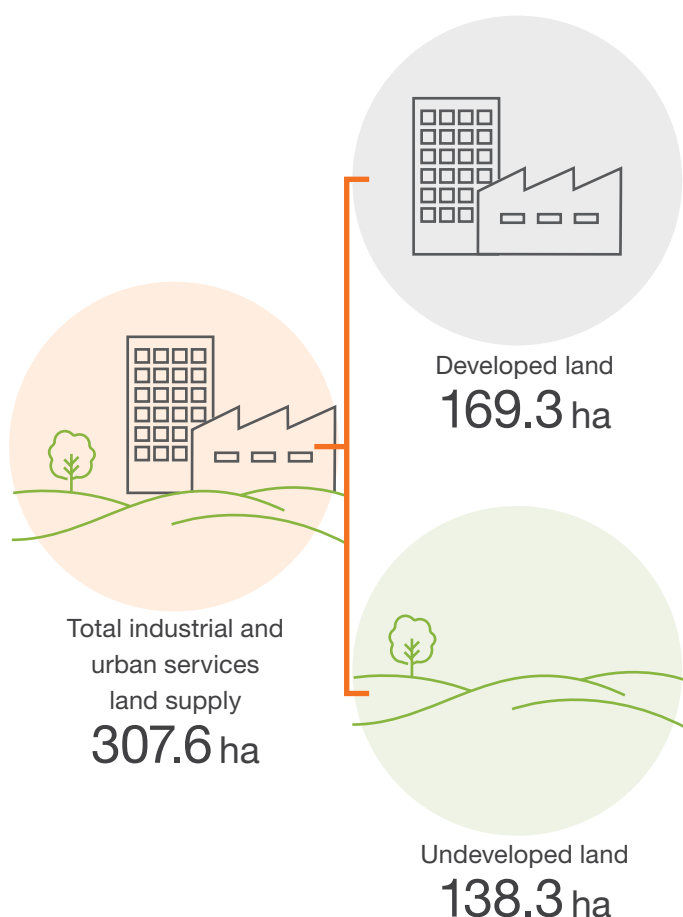 Developed land
169.3 ha
Total industrial and
urban services
land supply
307.6 ha
Undeveloped land
138.3 ha